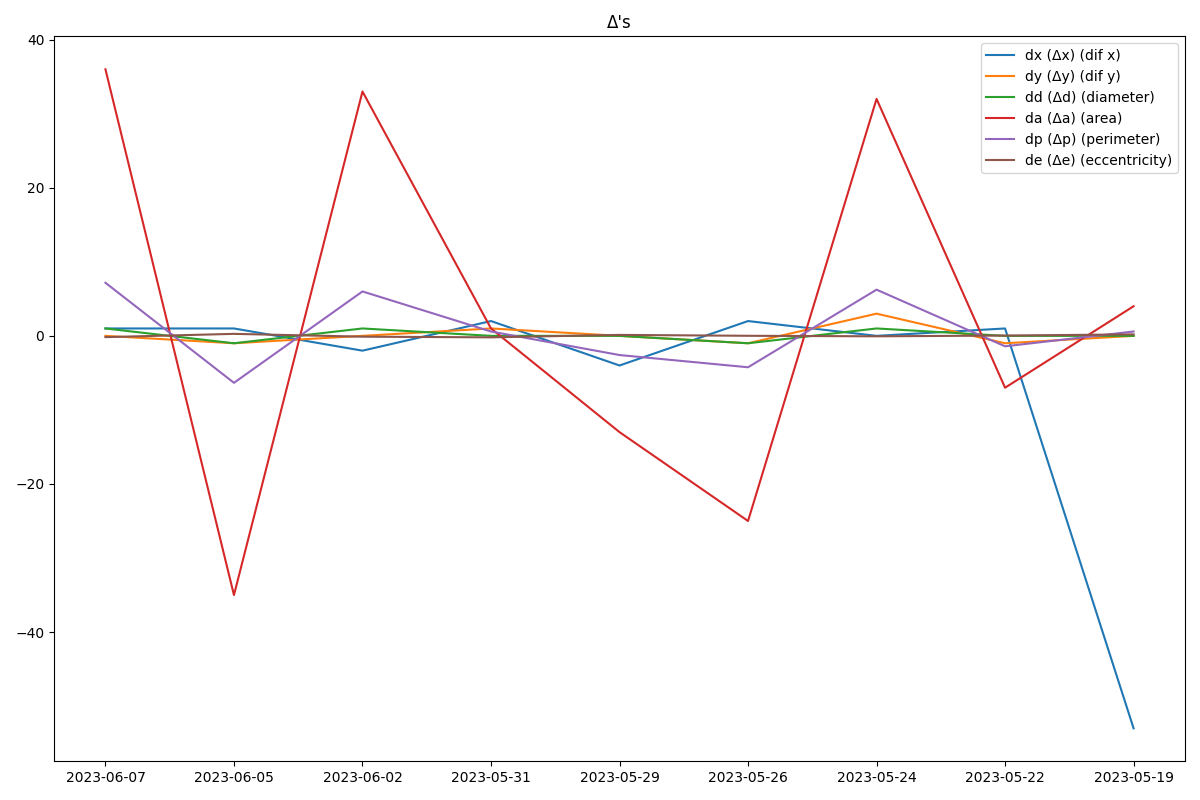 Δ's
40
20
0
−20
−40
dx (Δx) (dif x)
dy (Δy) (dif y)
dd (Δd) (diameter)
da (Δa) (area)
dp (Δp) (perimeter)
de (Δe) (eccentricity)
2023-06-07 2023-06-05 2023-06-02 2023-05-31 2023-05-29 2023-05-26 2023-05-24 2023-05-22 2023-05-19